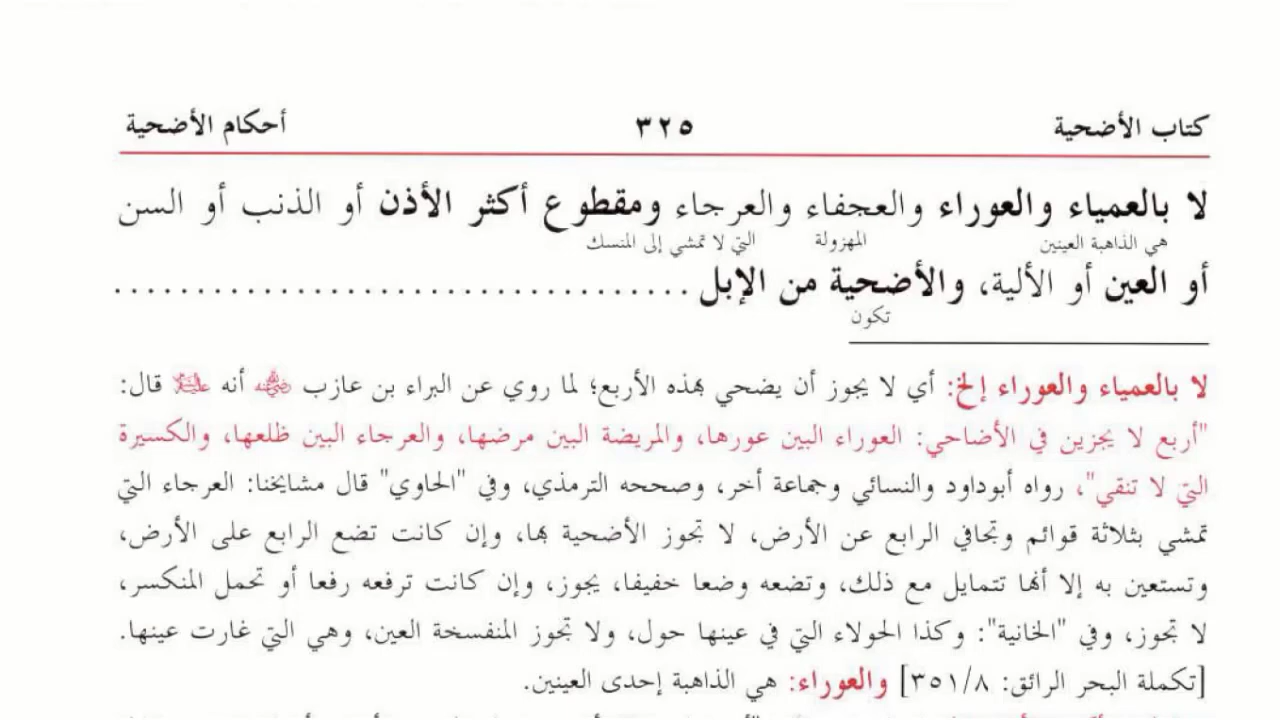 كتاب الأضحية ٣٢٥ أحكام الأضحية
لا بالعمياء والعوراء والعجفاء والعرجاء ومقطوع أكثر الأذن أو الذنب أو السن
هي الذاهبة العينين المهزولة التي لا تمشي إلى المنسك
أو العين أو الألية، والأضحية من الإبل ...................................
تكون
لا بالعمياء والعوراء إلخ: أي لا يجوز أن يضحي بهذه الأربع؛ لما روي عن البراء بن عازب رضي الله عنه أنه عليه السلام قال:
"أربع لا يجزين في الأضاحي: العوراء البين عورها، والمريضة البين مرضها، والعرجاء البين ظلعها، والكسيرة
التي لا تنقي"، رواه أبوداود والنسائي وجماعة أخر، وصححه الترمذي، وفي "الحاوي" قال مشايخنا: العرجاء التي
تمشي بثلاثة قوائم وتجافي الرابع عن الأرض، لا تجوز الأضحية بها، وإن كانت تضع الرابع على الأرض،
وتستعين به إلا أنها تتمايل مع ذلك، وتضعه وضعا خفيفا، يجوز، وإن كانت ترفعه رفعا أو تحمل المنكسر،
لا تجوز، وفي "الخانية": وكذا الحولاء التي في عينها حول، ولا تجوز المنفسخة العين، وهي التي غارت عينها.
[تكملة البحر الرائق: ٣٥١/٨] والعوراء: هي الذاهبة إحدى العينين.